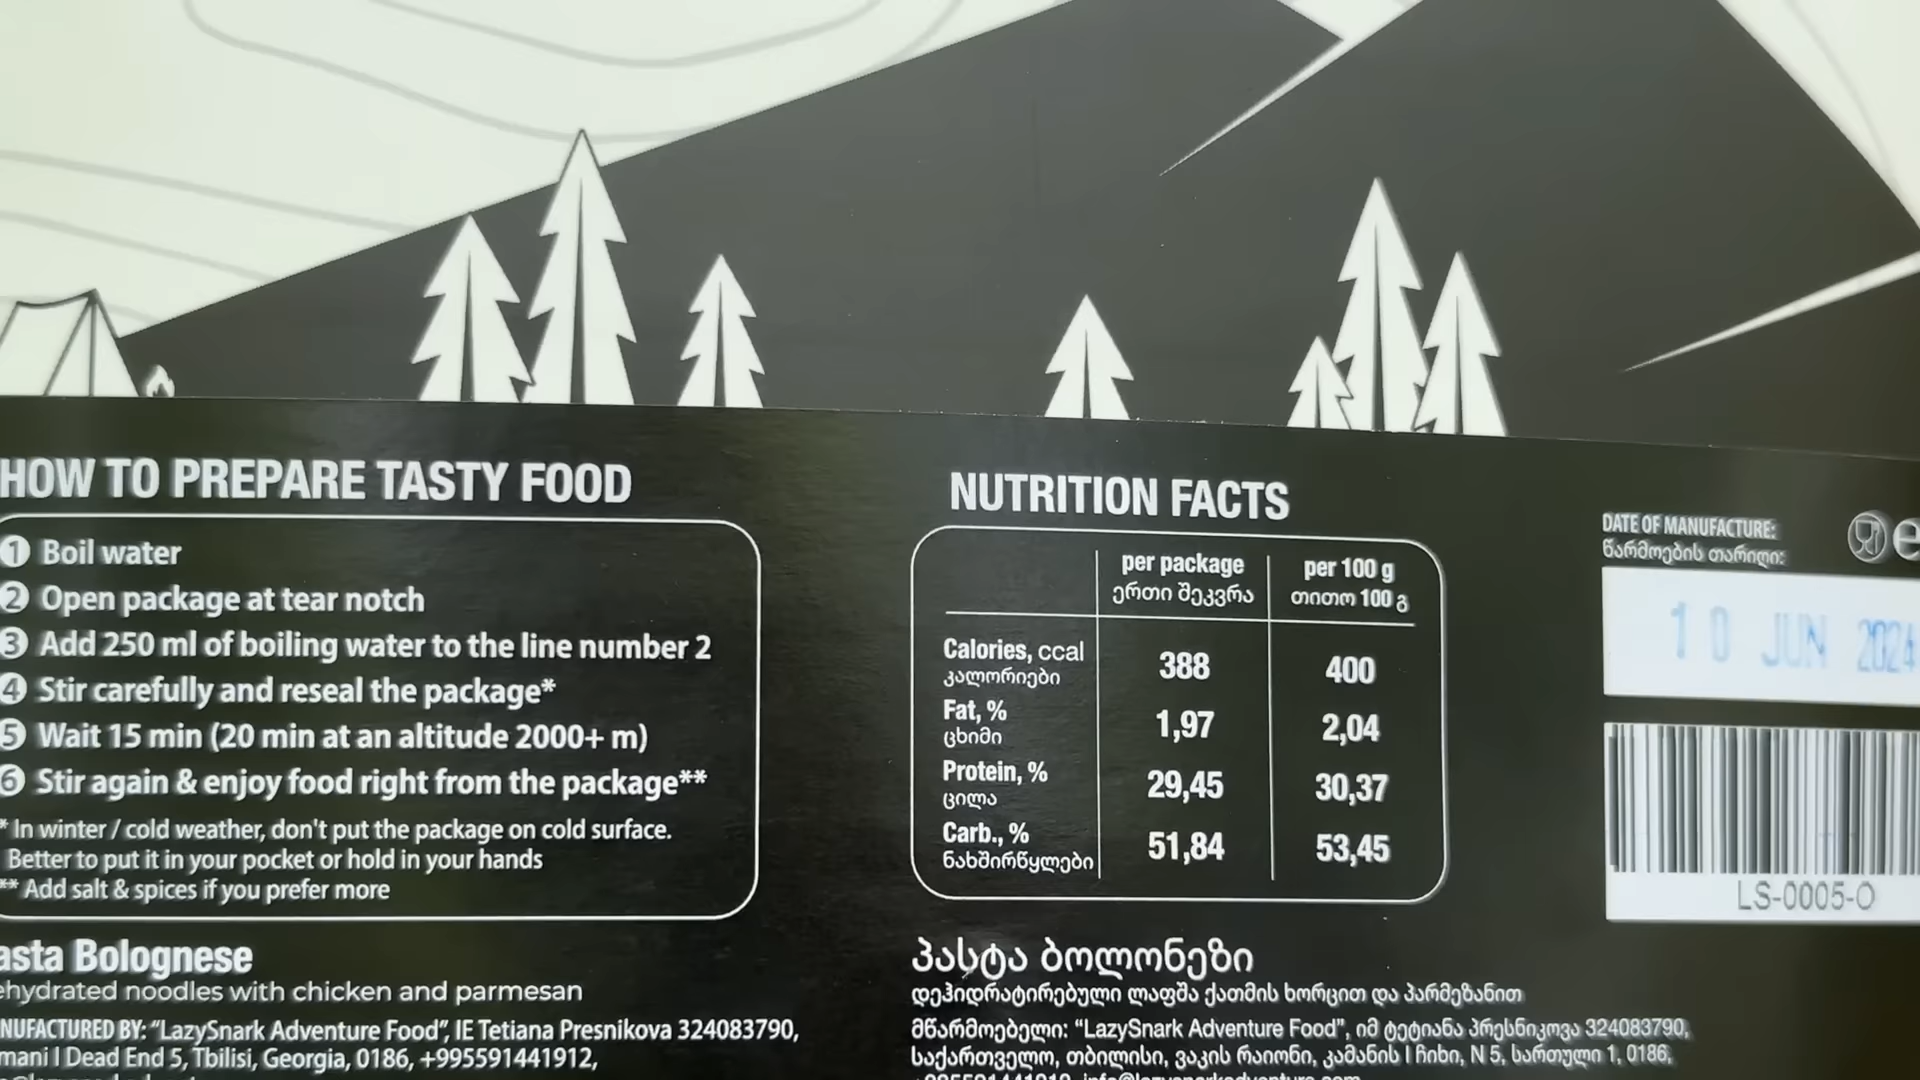 HOW TO PREPARE TASTY FOOD
1 Boil water
2 Open package at tear notch
3 Add 250 ml of boiling water to the line number 2
4 Stir carefully and reseal the package*
5 Wait 15 min (20 min at an altitude 2000+ m)
6 Stir again & enjoy food right from the package**
* In winter / cold weather, don't put the package on cold surface.
Better to put it in your pocket or hold in your hands
** Add salt & spices if you prefer more
asta Bolognese
ehydrated noodles with chicken and parmesan
NUFACTURED BY: “LazySnark Adventure Food”, IE Tetiana Presnikova 324083790,
mani I Dead End 5, Tbilisi, Georgia, 0186, +995591441912,
NUTRITION FACTS
per package per 100 g
ერთი შეკვრა თითო 100 გ
Calories, ccal 388 400
კალორიები
Fat, % 1,97 2,04
ცხიმი
Protein, % 29,45 30,37
ცილა
Carb., % 51,84 53,45
ნახშირწყლები
პასტა ბოლონეზი
დეჰიდრატირებული ლაფშა ქათმის ხორცით და პარმეზანით
მწარმოებელი: “LazySnark Adventure Food”, იმ ტეტიანა პრესნიკოვა 324083790,
საქართველო, თბილისი, ვაკის რაიონი, კამანის I ჩიხი, N 5, სართული 1, 0186,
DATE OF MANUFACTURE:
წარმოების თარიღი:
e
10 JUN 2024
LS-0005-O